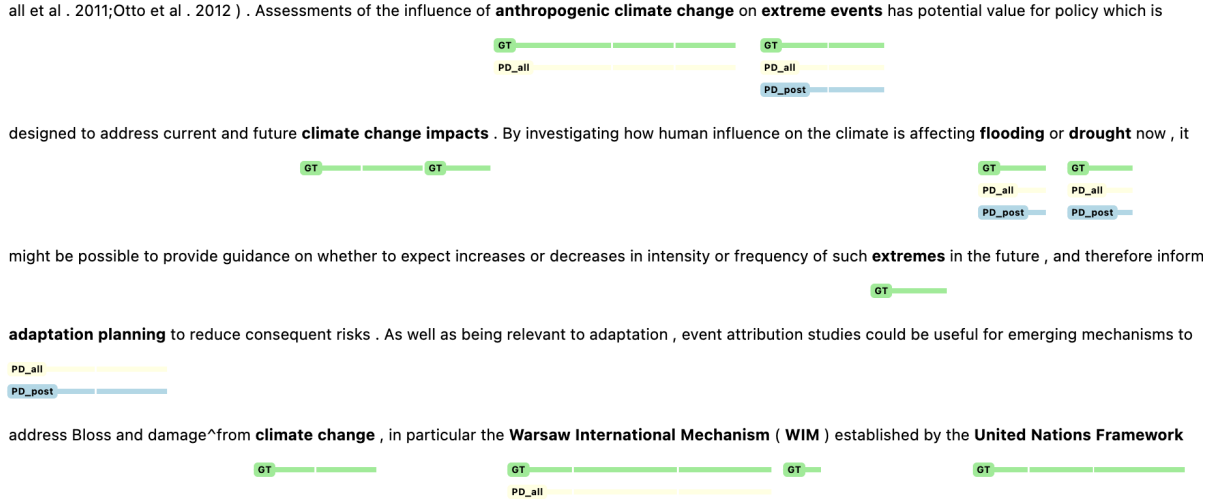 all et al . 2011;Otto et al . 2012 ) . Assessments of the influence of anthropogenic climate change on extreme events has potential value for policy which is
GT GT
PD_all PD_all
PD_post
designed to address current and future climate change impacts . By investigating how human influence on the climate is affecting flooding or drought now , it
GT GT GT GT
PD_all PD_all
PD_post PD_post
might be possible to provide guidance on whether to expect increases or decreases in intensity or frequency of such extremes in the future , and therefore inform
GT
adaptation planning to reduce consequent risks . As well as being relevant to adaptation , event attribution studies could be useful for emerging mechanisms to
PD_all
PD_post
address Bloss and damage^from climate change , in particular the Warsaw International Mechanism ( WIM ) established by the United Nations Framework
GT GT GT GT
PD_all